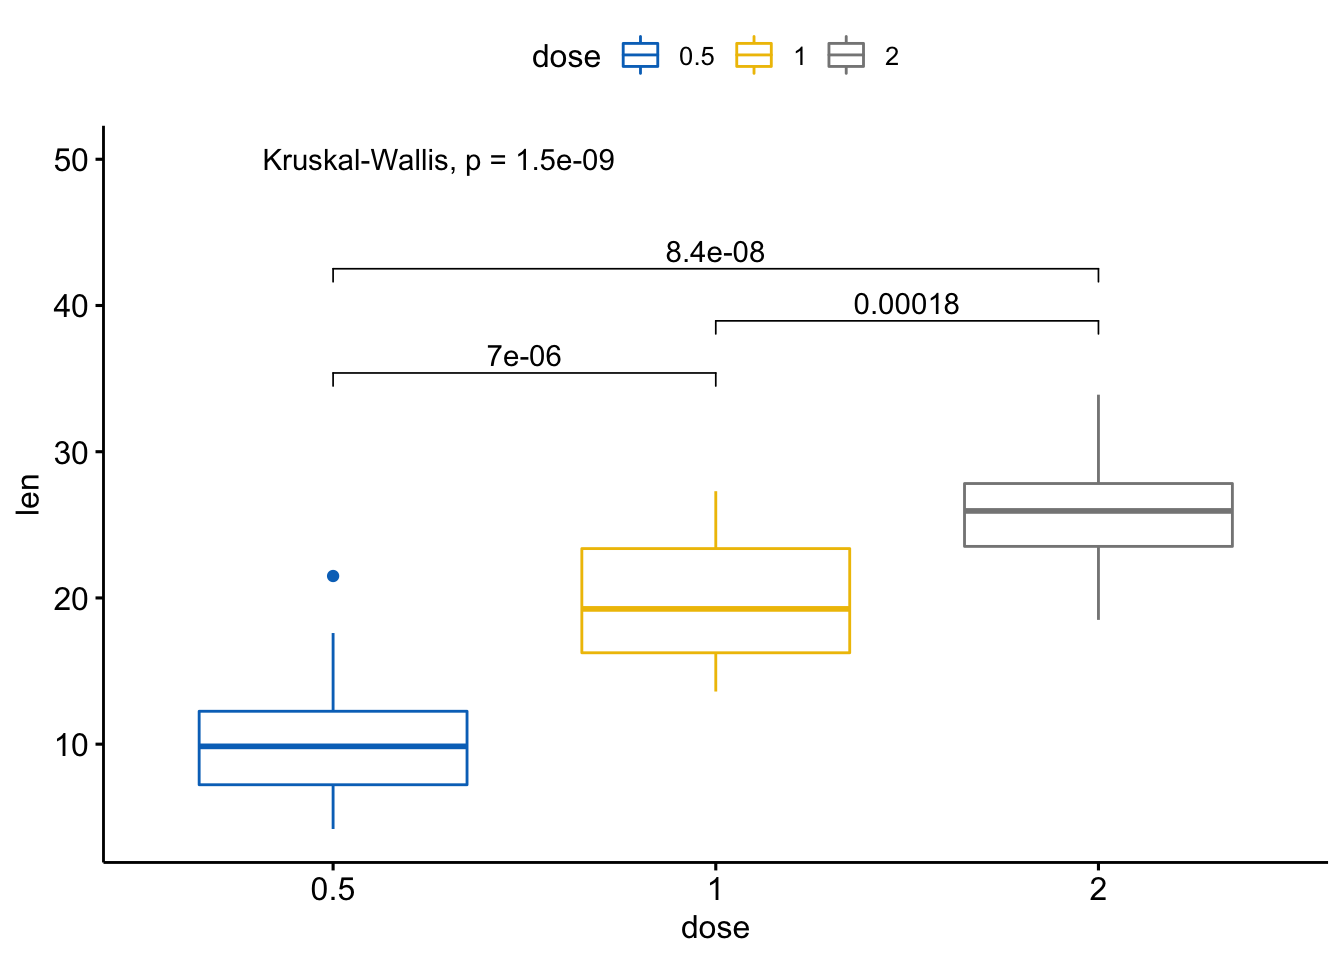 dose 0.5 1 2
50
Kruskal-Wallis, p = 1.5e-09
8.4e-08
40
0.00018
7e-06
30
len
20
10
0.5 1 2
dose